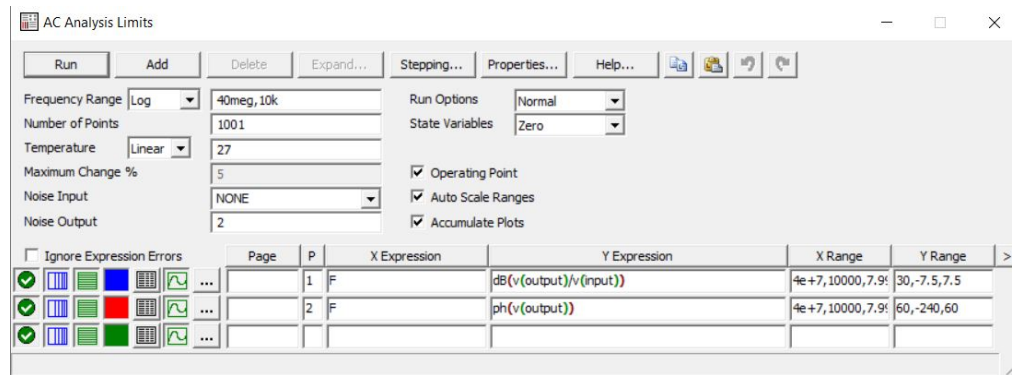 AC Analysis Limits
Run Add Delete Expand... Stepping... Properties... Help...
Frequency Range Log 40meg,10k Run Options Normal
Number of Points 1001 State Variables Zero
Temperature Linear 27
Maximum Change % 5 Operating Point
Noise Input NONE Auto Scale Ranges
Noise Output 2 Accumulate Plots
Ignore Expression Errors Page P X Expression Y Expression X Range Y Range >
... 1 F dB(v(output)/v(input)) 4e+7,10000,7.99 30,-7.5,7.5
... 2 F ph(v(output)) 4e+7,10000,7.99 60,-240,60
...